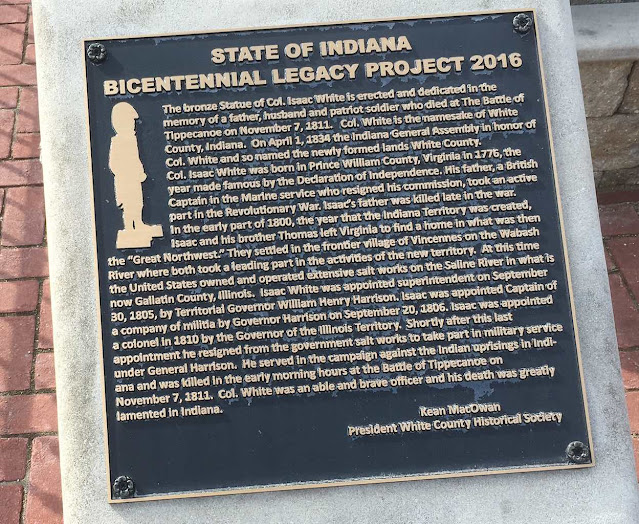 STATE OF INDIANA
BICENTENNIAL LEGACY PROJECT 2016
The bronze Statue of Col. Isaac White is erected and dedicated in the
memory of a father, husband and patriot soldier who died at The Battle of
Tippecanoe on November 7, 1811. Col. White is the namesake of White
County, Indiana. On April 1, 1834 the Indiana General Assembly in honor of
Col. White and so named the newly formed lands White County.
Col. Isaac White was born in Prince William County, Virginia in 1776, the
year made famous by the Declaration of Independence. His father, a British
Captain in the Marine service who resigned his commission, took an active
part in the Revolutionary War. Isaac's father was killed late in the war.
In the early part of 1800, the year that the Indiana Territory was created,
Isaac and his brother Thomas left Virginia to find a home in what was then
the "Great Northwest." They settled in the frontier village of Vincennes on the Wabash
River where both took a leading part in the activities of the new territory. At this time
the United States owned and operated extensive salt works on the Saline River in what is
now Gallatin County, Illinois. Isaac White was appointed superintendent on September
30, 1805, by Territorial Governor William Henry Harrison. Isaac was appointed Captain of
a company of militia by Governor Harrison on September 20, 1806. Isaac was appointed
a colonel in 1810 by the Governor of the Illinois Territory. Shortly after this last
appointment he resigned from the government salt works to take part in military service
under General Harrison. He served in the campaign against the Indian uprisings in Indi-
ana and was killed in the early morning hours at the Battle of Tippecanoe on
November 7, 1811. Col. White was an able and brave officer and his death was greatly
lamented in Indiana.
Kean MacOwan
President White County Historical Society